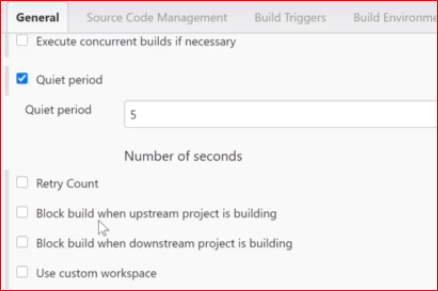 General Source Code Management Build Triggers Build Environme
Execute concurrent builds if necessary
Quiet period
Quiet period 5
Number of seconds
Retry Count
Block build when upstream project is building
Block build when downstream project is building
Use custom workspace